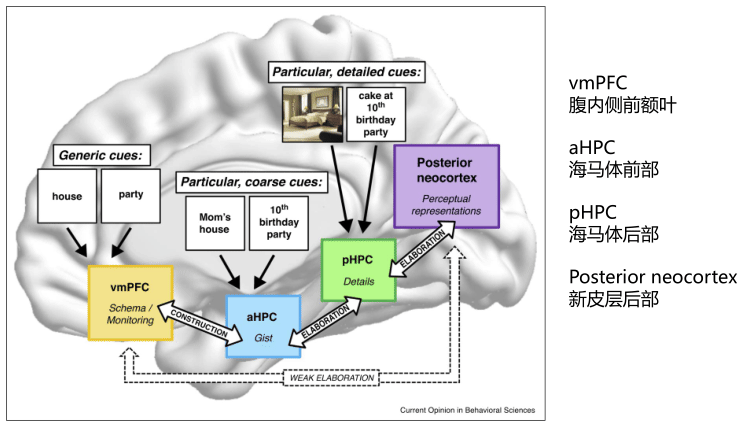 Particular, detailed cues:
cake at
10th
birthday
party
Generic cues:
house
party
Particular, coarse cues:
Mom's
house
10th
birthday
party
Posterior
neocortex
Perceptual
representations
vmPFC
Schema /
Monitoring
CONSTRUCTION
aHPC
Gist
ELABORATION
pHPC
Details
ELABORATION
WEAK ELABORATION
Current Opinion in Behavioral Sciences
vmPFC
腹内侧前额叶
aHPC
海马体前部
pHPC
海马体后部
Posterior neocortex
新皮层后部